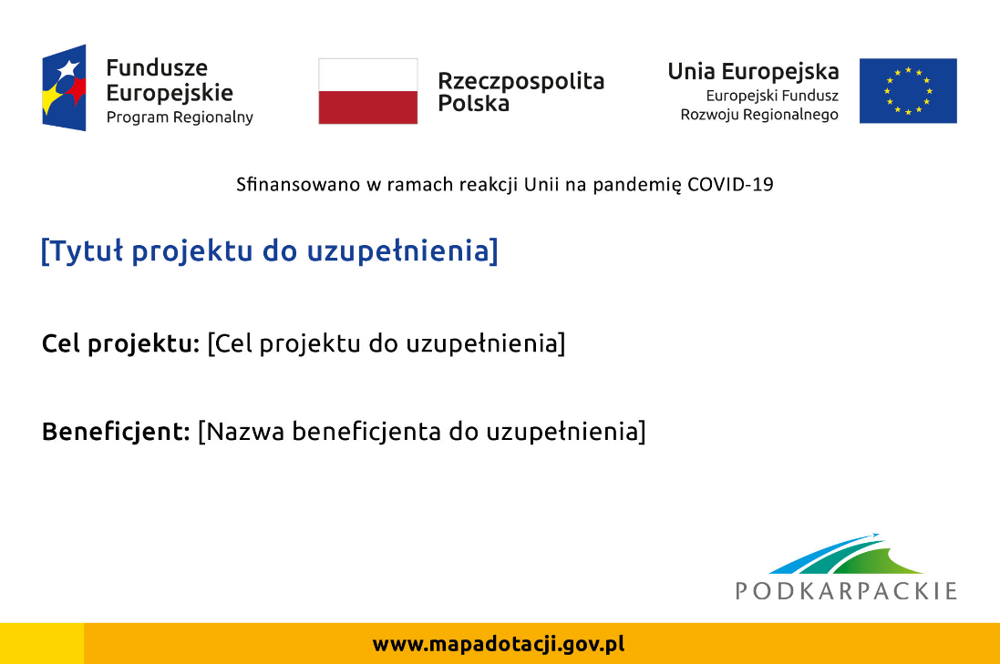 Fundusze
Europejskie
Program Regionalny
Rzeczpospolita
Polska
Unia Europejska
Europejski Fundusz
Rozwoju Regionalnego
Sfinansowano w ramach reakcji Unii na pandemię COVID-19
[Tytuł projektu do uzupełnienia]
Cel projektu: [Cel projektu do uzupełnienia]
Beneficjent: [Nazwa beneficjenta do uzupełnienia]
PODKARPACKIE
www.mapadotacji.gov.pl